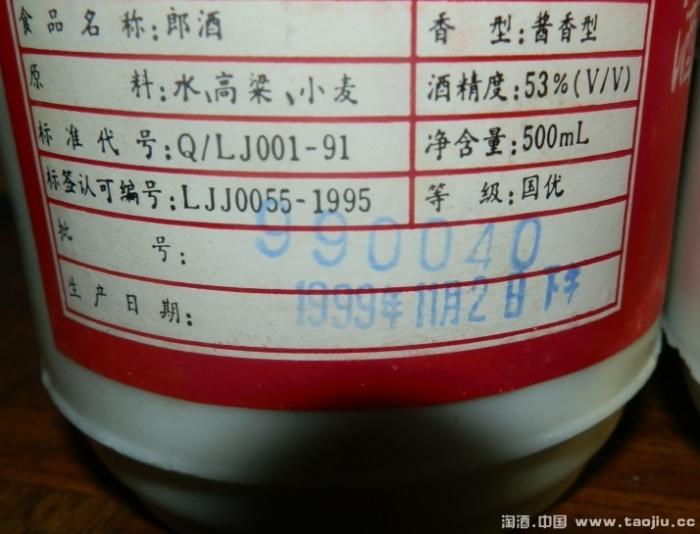 食品名称:郎酒 香型:酱香型
原料:水、高粱、小麦 酒精度:53%(V/V)
标准代号:Q/LJ001-91 净含量:500mL
标签认可编号:LJJ0055-1995 等级:国优
批号: 990040
生产日期: 1999年11月2日下午
淘酒.中国 www.taojiu.cc